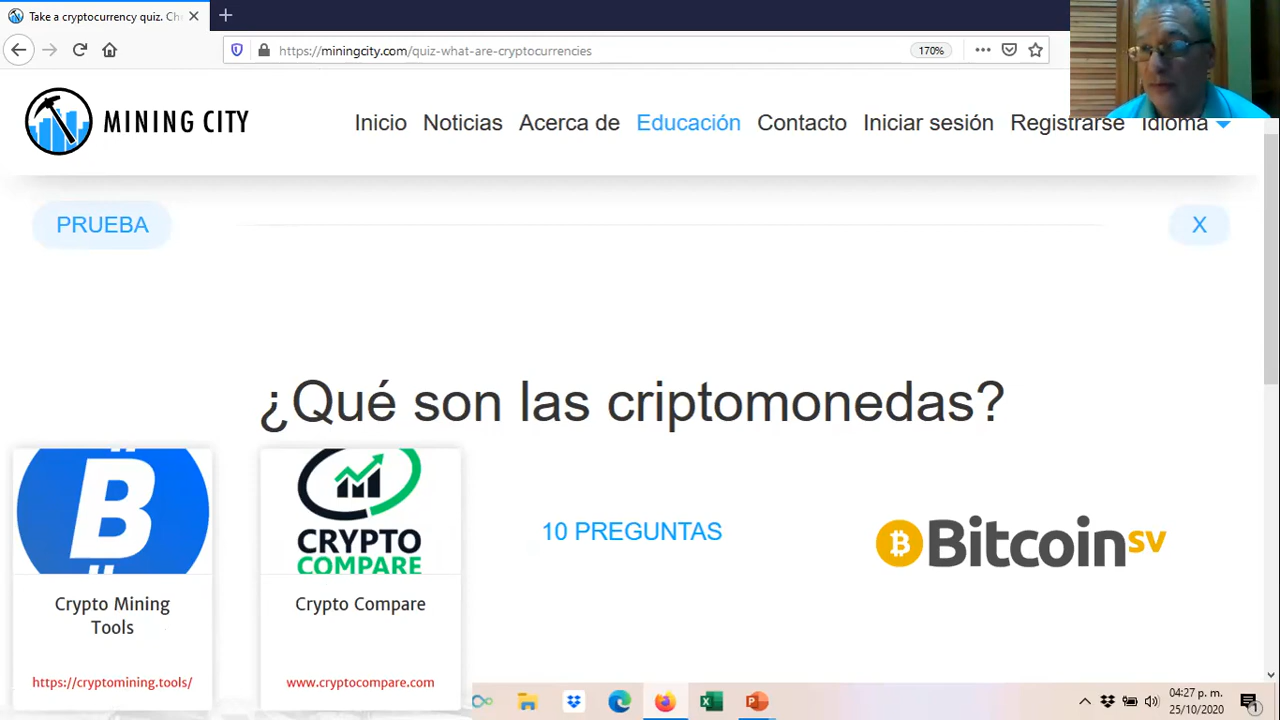 Take a cryptocurrency quiz. Ch
https://miningcity.com/quiz-what-are-cryptocurrencies
170%
MINING CITY
Inicio Noticias Acerca de Educación Contacto Iniciar sesión Registrarse Idioma
PRUEBA
X
¿Qué son las criptomonedas?
10 PREGUNTAS
Bitcoin SV
CRYPTO
COMPARE
Crypto Mining
Tools
https://cryptomining.tools/
Crypto Compare
www.cryptocompare.com
04:27 p. m.
25/10/2020
1